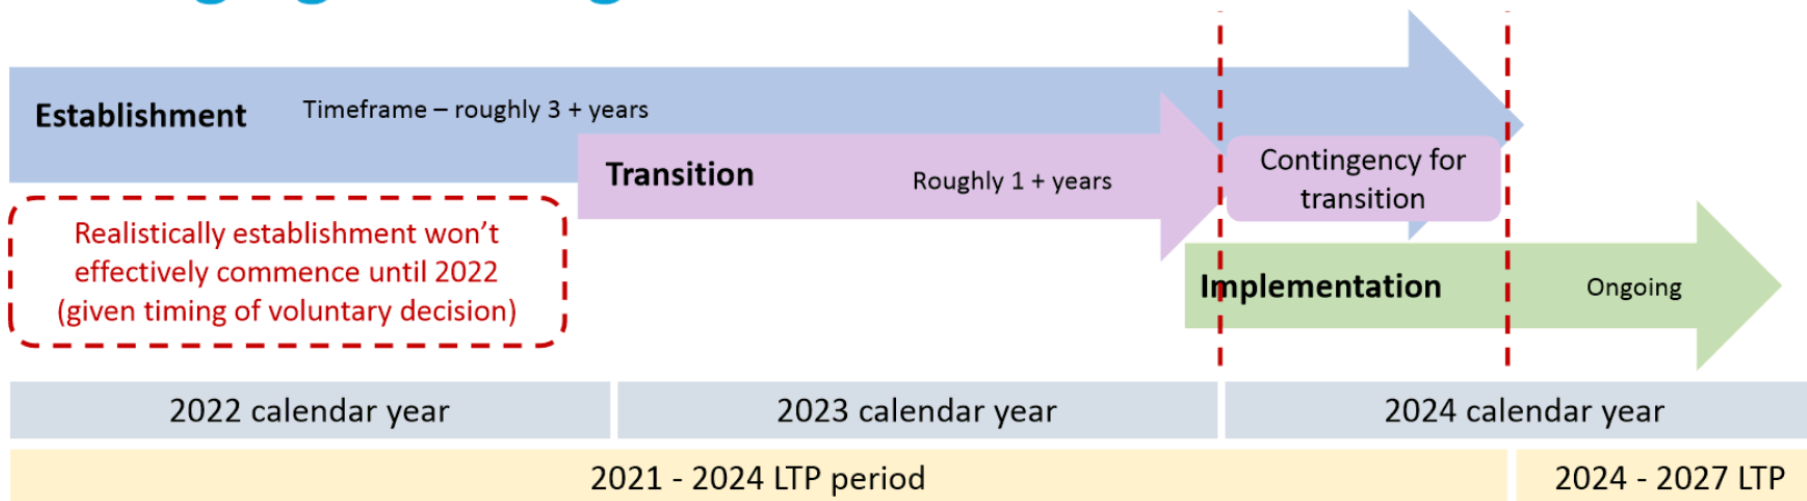 Establishment
Timeframe – roughly 3 + years
Transition
Roughly 1 + years
Contingency for
transition
Realistically establishment won't
effectively commence until 2022
(given timing of voluntary decision)
Implementation
Ongoing
2022 calendar year
2023 calendar year
2024 calendar year
2021 - 2024 LTP period
2024 - 2027 LTP